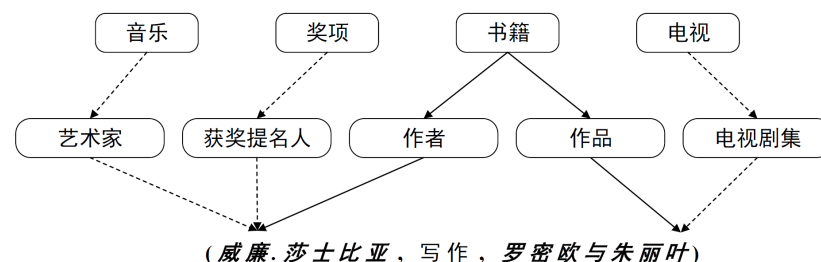 音乐 奖项 书籍 电视
艺术家 获奖提名人 作者 作品 电视剧集
(威廉.莎士比亚，写作，罗密欧与朱丽叶)